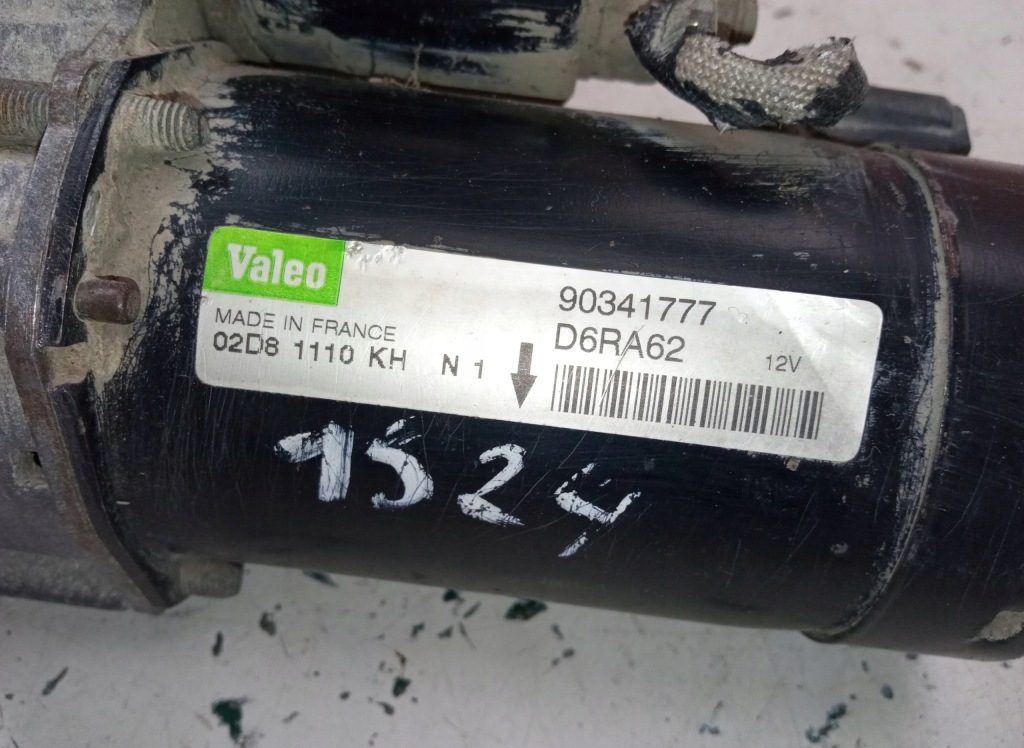 Valeo
MADE IN FRANCE
02D8 1110 KH N 1
90341777
D6RA62
12V
1524